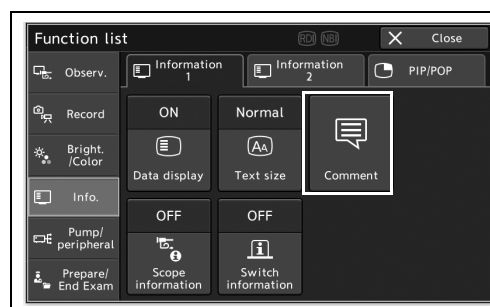 Function list
RDI NBI
Close
Observ.
Record
Bright.
/Color
Info.
Pump/
peripheral
Prepare/
End Exam
Information
1
Information
2
PIP/POP
ON
Data display
Normal
AA
Text size
Comment
OFF
Scope
information
OFF
Switch
information